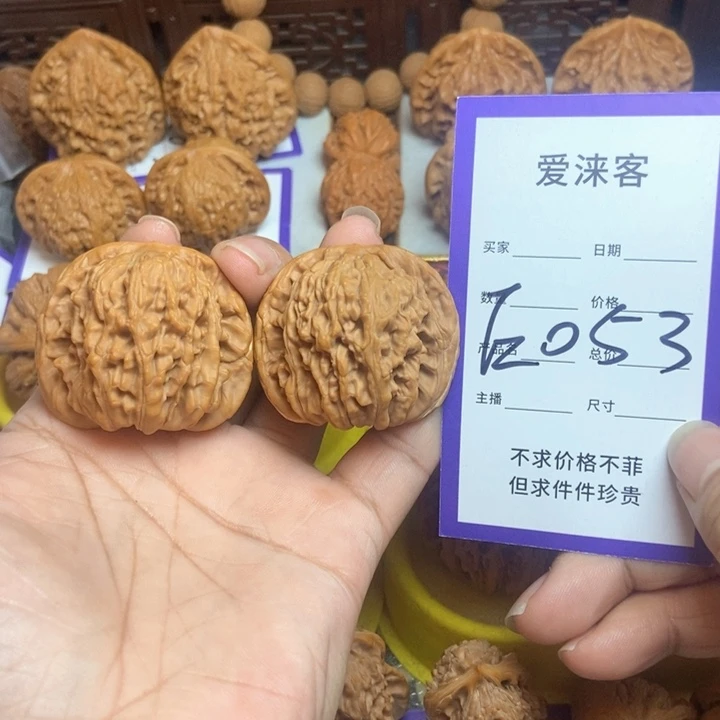 爱涞客
买家 日期
数量 价格
E053
产品名 总价
主播 尺寸
不求价格不菲
但求件件珍贵